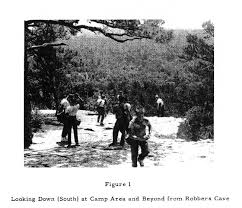 Figure 1
Looking Down (South) at Camp Area and Beyond from Robbers Cave